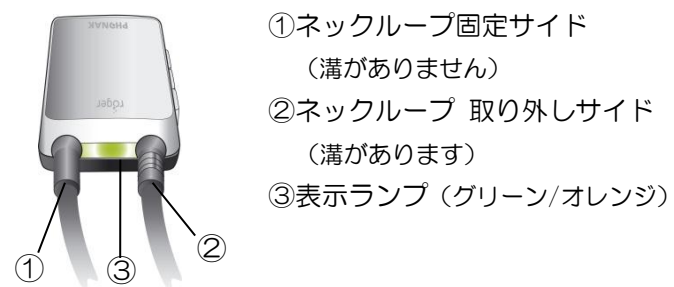 PHONAK
roger
①ネックループ固定サイド
（溝がありません）
②ネックループ 取り外しサイド
（溝があります）
③表示ランプ（グリーン/オレンジ）
①
③
②